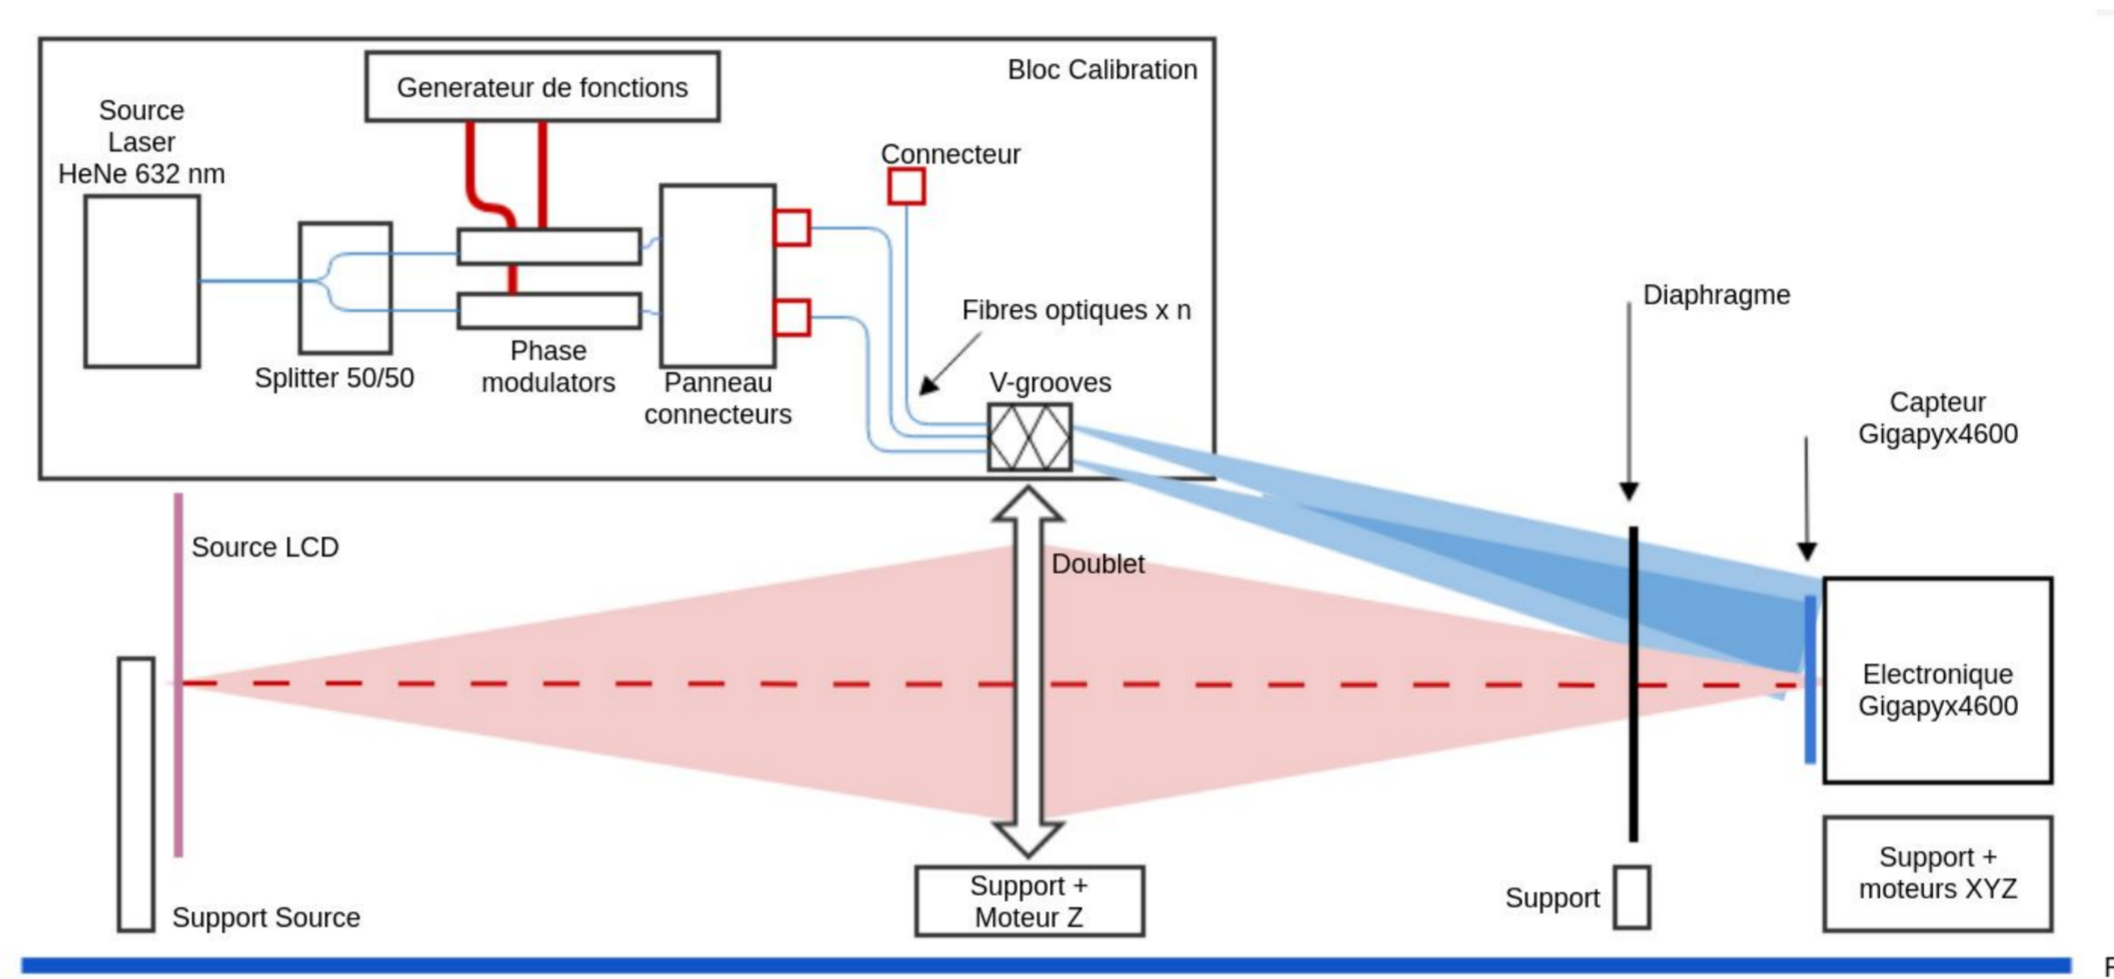 Generateur de fonctions
Bloc Calibration
Source
Laser
HeNe 632 nm
Connecteur
Fibres optiques x n
Diaphragme
Phase
modulators
Splitter 50/50
Panneau
connecteurs
V-grooves
Capteur
Gigapyx4600
Source LCD
Doublet
Electronique
Gigapyx4600
Support +
moteurs XYZ
Support +
Moteur Z
Support
Support Source